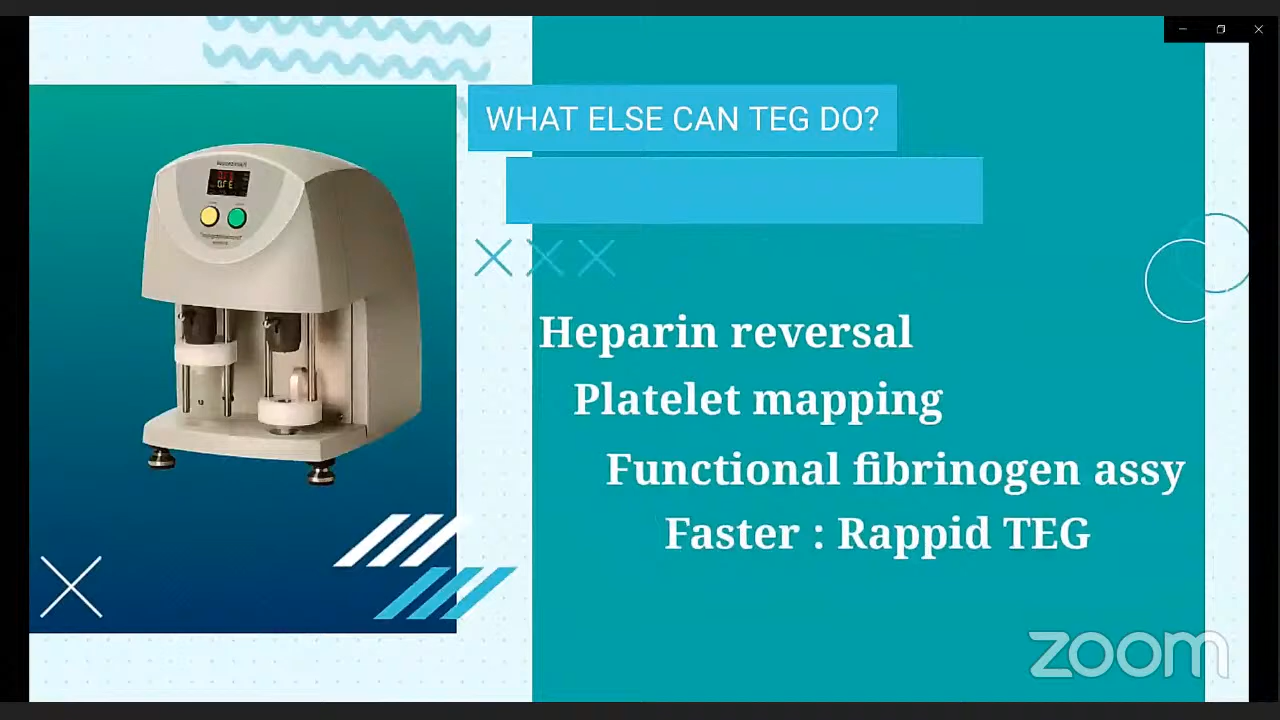 WHAT ELSE CAN TEG DO?
Heparin reversal
Platelet mapping
Functional fibrinogen assy
Faster : Rappid TEG
zoom